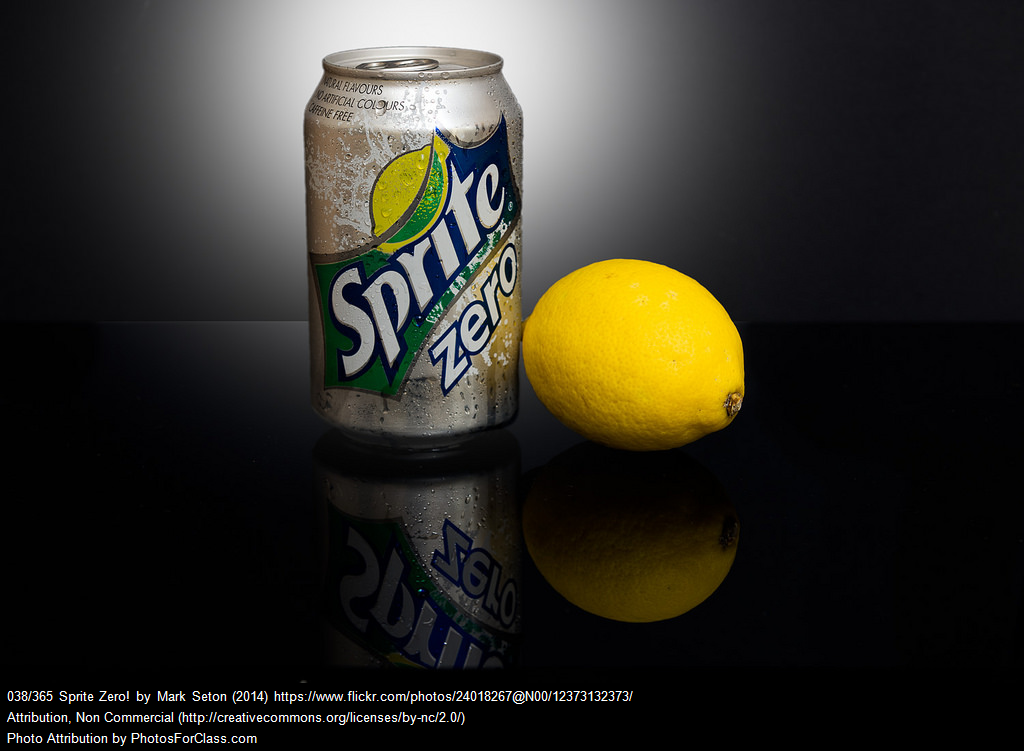 NATURAL FLAVOURS
NO ARTIFICIAL COLOURS
CAFFEINE FREE
Sprite
zero
038/365 Sprite Zero! by Mark Seton (2014) https://www.flickr.com/photos/24018267@N00/12373132373/
Attribution, Non Commercial (http://creativecommons.org/licenses/by-nc/2.0/)
Photo Attribution by PhotosForClass.com